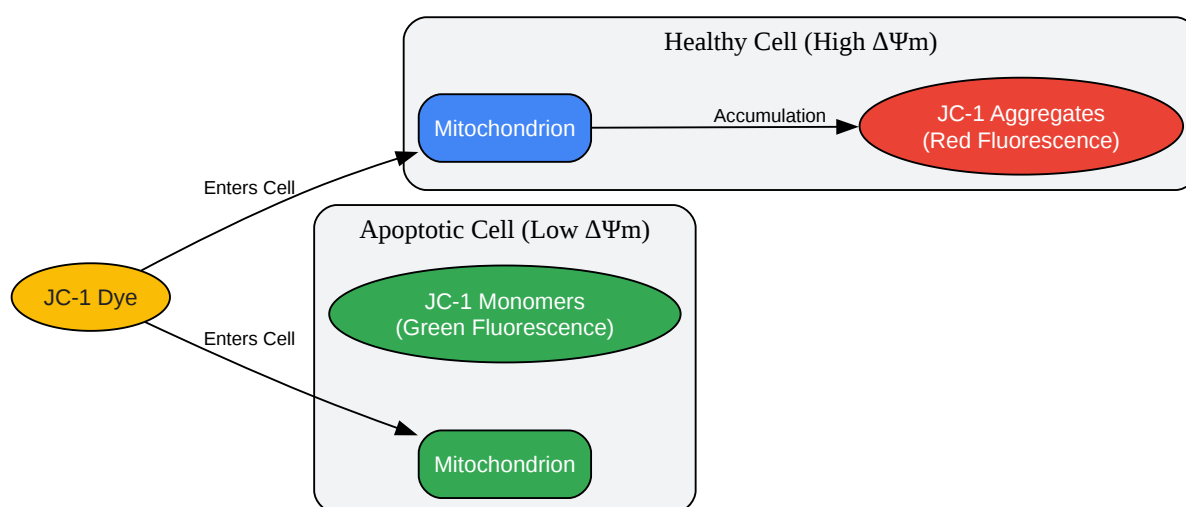 Healthy Cell (High ΔΨm)
Mitochondrion
Accumulation
JC-1 Aggregates
(Red Fluorescence)
Enters Cell
Apoptotic Cell (Low ΔΨm)
JC-1 Dye
JC-1 Monomers
(Green Fluorescence)
Enters Cell
Mitochondrion